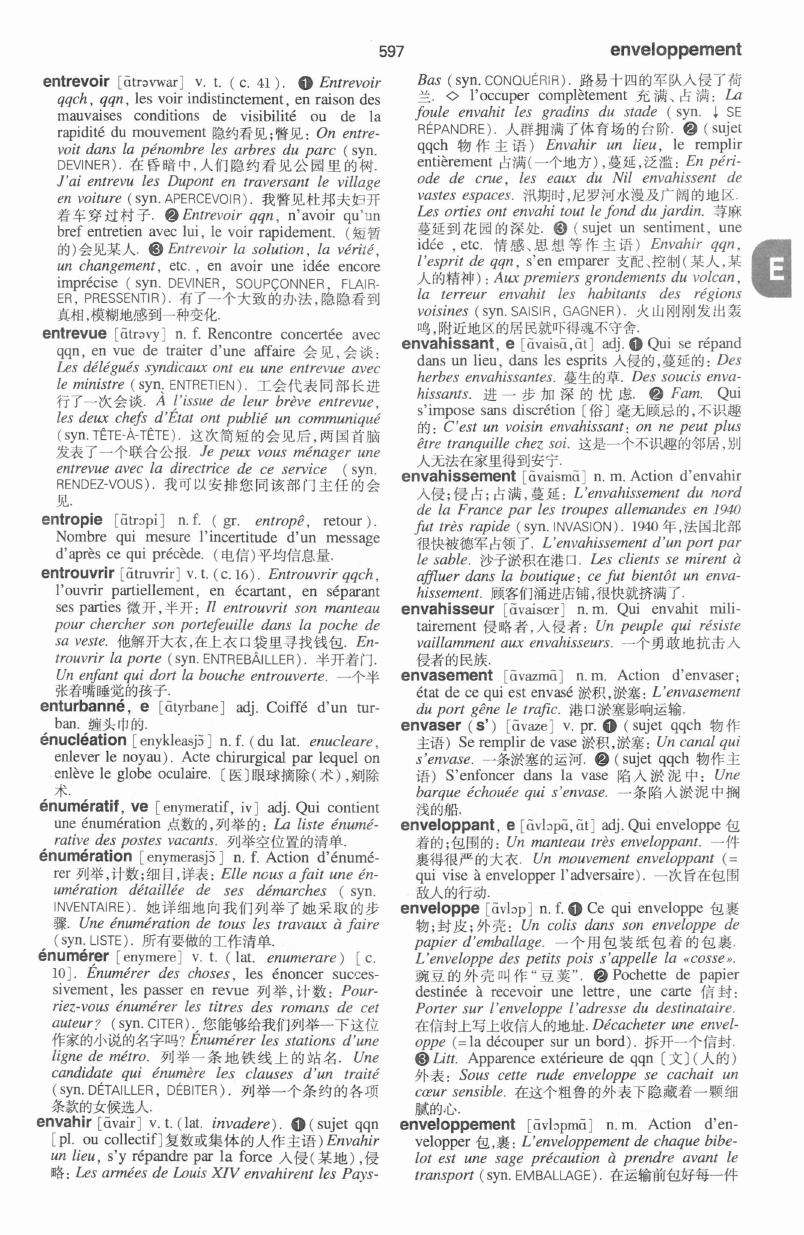 597
enveloppement
entrevoir [ɑ̃trəvwar] v. t. ( c. 41 ). ❶ Entrevoir
qqch, qqn, les voir indistinctement, en raison des
mauvaises conditions de visibilité ou de la
rapidité du mouvement 隐约看见;瞥见: On entre-
voit dans la pénombre les arbres du parc ( syn.
DEVINER ). 在昏暗中,人们隐约看见公园里的树.
J'ai entrevu les Dupont en traversant le village
en voiture ( syn. APERCEVOIR ). 我瞥见杜邦夫妇开
着车穿过村子. ❷ Entrevoir qqn, n'avoir qu'un
bref entretien avec lui, le voir rapidement. (短暂
的)会见某人. ❸ Entrevoir la solution, la vérité,
un changement, etc. , en avoir une idée encore
imprécise ( syn. DEVINER, SOUPÇONNER, FLAIR-
ER, PRESSENTIR ). 有了一个大致的办法,隐隐看到
真相,模糊地感到一种变化.
entrevue [ɑ̃trəvy] n. f. Rencontre concertée avec
qqn, en vue de traiter d'une affaire 会见,会谈:
Les délégués syndicaux ont eu une entrevue avec
le ministre ( syn. ENTRETIEN ). 工会代表同部长进
行了一次会谈. À l'issue de leur brève entrevue,
les deux chefs d'État ont publié un communiqué
( syn. TÊTE-À-TÊTE ). 这次简短的会见后,两国首脑
发表了一个联合公报. Je peux vous ménager une
entrevue avec la directrice de ce service ( syn.
RENDEZ-VOUS ). 我可以安排您同该部门主任的会
见.
entropie [ɑ̃trɔpi] n. f. ( gr. entropê, retour ).
Nombre qui mesure l'incertitude d'un message
d'après ce qui précède. (电信)平均信息量.
entrouvrir [ɑ̃truvrir] v. t. ( c. 16 ). Entrouvrir qqch,
l'ouvrir partiellement, en écartant, en séparant
ses parties 微开,半开: Il entrouvrit son manteau
pour chercher son portefeuille dans la poche de
sa veste. 他解开大衣,在上衣口袋里寻找钱包. En-
trouvrir la porte ( syn. ENTREBÂILLER ). 半开着门.
Un enfant qui dort la bouche entrouverte. 一个半
张着嘴睡觉的孩子.
enturbanné, e [ɑ̃tyrbane] adj. Coiffé d'un tur-
ban. 缠头巾的.
énucléation [enykleasjɔ̃] n. f. ( du lat. enucleare,
enlever le noyau ). Acte chirurgical par lequel on
enlève le globe oculaire. [医]眼球摘除(术),剜除
术.
énumératif, ve [enymeratif, iv] adj. Qui contient
une énumération 点数的,列举的: La liste énumé-
rative des postes vacants. 列举空位置的清单.
énumération [enymerasjɔ̃] n. f. Action d'énumé-
rer 列举,计数;细目,详表: Elle nous a fait une én-
umération détaillée de ses démarches ( syn.
INVENTAIRE ). 她详细地向我们列举了她采取的步
骤. Une énumération de tous les travaux à faire
( syn. LISTE ). 所有要做的工作清单.
énumérer [enymere] v. t. ( lat. enumerare ) [ c.
10 ]. Énumérer des choses, les énoncer succes-
sivement, les passer en revue 列举,计数: Pour-
riez-vous énumérer les titres des romans de cet
auteur? ( syn. CITER ). 您能够给我们列举一下这位
作家的小说的名字吗? Énumérer les stations d'une
ligne de métro. 列举一条地铁线上的站名. Une
candidate qui énumère les clauses d'un traité
( syn. DÉTAILLER, DÉBITER ). 列举一个条约的各项
条款的女候选人.
envahir [ɑ̃vair] v. t. ( lat. invadere ). ❶ ( sujet qqn
[ pl. ou collectif ]复数或集体的人作主语) Envahir
un lieu, s'y répandre par la force 入侵(某地),侵
略: Les armées de Louis XIV envahirent les Pays-
Bas ( syn. CONQUÉRIR ). 路易十四的军队入侵了荷
兰. ◇ l'occuper complètement 充满、占满: La
foule envahit les gradins du stade ( syn. ↓ SE
RÉPANDRE ). 人群拥满了体育场的台阶. ❷ ( sujet
qqch 物作主语) Envahir un lieu, le remplir
entièrement 占满(一个地方),蔓延,泛滥: En péri-
ode de crue, les eaux du Nil envahissent de
vastes espaces. 汛期时,尼罗河水漫及广阔的地区.
Les orties ont envahi tout le fond du jardin. 荨麻
蔓延到花园的深处. ❸ ( sujet un sentiment, une
idée , etc. 情感、思想等作主语) Envahir qqn,
l'esprit de qqn, s'en emparer 支配、控制(某人,某
人的精神): Aux premiers grondements du volcan,
la terreur envahit les habitants des régions
voisines ( syn. SAISIR, GAGNER ). 火山刚刚发出轰
鸣,附近地区的居民就吓得魂不守舍.
envahissant, e [ɑ̃vaisɑ̃, ɑ̃t] adj. ❶ Qui se répand
dans un lieu, dans les esprits 入侵的,蔓延的: Des
herbes envahissantes. 蔓生的草. Des soucis enva-
hissants. 进一步加深的忧虑. ❷ Fam. Qui
s'impose sans discrétion [俗] 毫无顾忌的,不识趣
的: C'est un voisin envahissant: on ne peut plus
être tranquille chez soi. 这是一个不识趣的邻居,别
人无法在家里得到安宁.
envahissement [ɑ̃vaismɑ̃] n. m. Action d'envahir
入侵;侵占;占满,蔓延: L'envahissement du nord
de la France par les troupes allemandes en 1940
fut très rapide ( syn. INVASION ). 1940 年,法国北部
很快被德军占领了. L'envahissement d'un port par
le sable. 沙子淤积在港口. Les clients se mirent à
affluer dans la boutique: ce fut bientôt un enva-
hissement. 顾客们涌进店铺,很快就挤满了.
envahisseur [ɑ̃vaisœr] n. m. Qui envahit mili-
tairement 侵略者,入侵者: Un peuple qui résiste
vaillamment aux envahisseurs. 一个勇敢地抗击入
侵者的民族.
envasement [ɑ̃vazmɑ̃] n. m. Action d'envaser;
état de ce qui est envasé 淤积,淤塞: L'envasement
du port gêne le trafic. 港口淤塞影响运输.
envaser (s') [ɑ̃vaze] v. pr. ❶ ( sujet qqch 物作
主语) Se remplir de vase 淤积,淤塞: Un canal qui
s'envase. 一条淤塞的运河. ❷ ( sujet qqch 物作主
语) S'enfoncer dans la vase 陷入淤泥中: Une
barque échouée qui s'envase. 一条陷入淤泥中搁
浅的船.
enveloppant, e [ɑ̃vlɔpɑ̃, ɑ̃t] adj. Qui enveloppe 包
着的;包围的: Un manteau très enveloppant. 一件
裹得很严的大衣. Un mouvement enveloppant ( =
qui vise à envelopper l'adversaire ). 一次旨在包围
敌人的行动.
enveloppe [ɑ̃vlɔp] n. f. ❶ Ce qui enveloppe 包裹
物;封皮;外壳: Un colis dans son enveloppe de
papier d'emballage. 一个用包装纸包着的包裹.
L'enveloppe des petits pois s'appelle la «cosse».
豌豆的外壳叫作“豆荚”. ❷ Pochette de papier
destinée à recevoir une lettre, une carte 信封:
Porter sur l'enveloppe l'adresse du destinataire.
在信封上写上收信人的地址. Décacheter une envel-
oppe ( = la découper sur un bord ). 拆开一个信封.
❸ Litt. Apparence extérieure de qqn [文](人的)
外表: Sous cette rude enveloppe se cachait un
cœur sensible. 在这个粗鲁的外表下隐藏着一颗细
腻的心.
enveloppement [ɑ̃vlɔpmɑ̃] n. m. Action d'en-
velopper 包,裹: L'enveloppement de chaque bibe-
lot est une sage précaution à prendre avant le
transport ( syn. EMBALLAGE ). 在运输前包好每一件
E